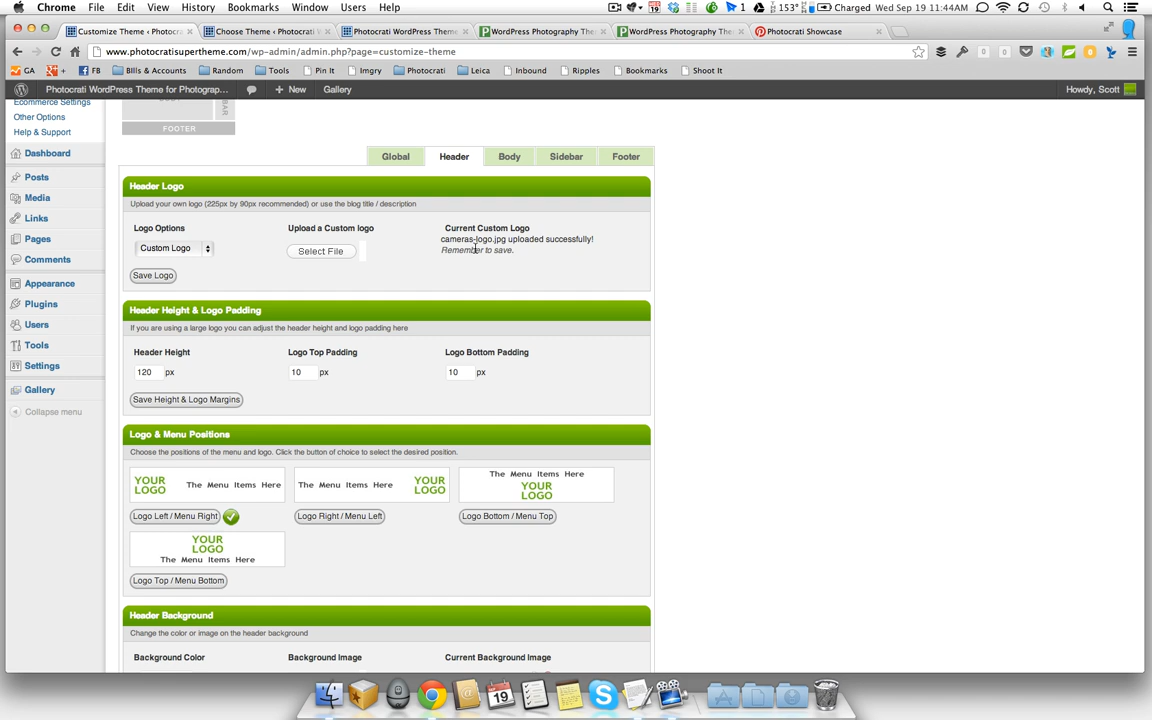 Chrome File Edit View History Bookmarks Window Users Help 19 1 153° Charged Wed Sep 19 11:44AM
Customize Theme ‹ Photocra Choose Theme ‹ Photocrati W Photocrati WordPress Theme WordPress Photography The WordPress Photography The Photocrati Showcase
www.photocratisupertheme.com/wp-admin/admin.php?page=customize-theme
GA FB Bills & Accounts Random Tools Pin It Imgry Photocrati Leica Inbound Ripples Bookmarks Shoot It
Photocrati WordPress Theme for Photograp... New Gallery Howdy, Scott
Ecommerce Settings
Other Options
Help & Support
Dashboard
Posts
Media
Links
Pages
Comments
Appearance
Plugins
Users
Tools
Settings
Gallery
Collapse menu
FOOTER
Global Header Body Sidebar Footer
Header Logo
Upload your own logo (225px by 90px recommended) or use the blog title / description
Logo Options Upload a Custom logo Current Custom Logo
Custom Logo Select File cameras-logo.jpg uploaded successfully!
Remember to save.
Save Logo
Header Height & Logo Padding
If you are using a large logo you can adjust the header height and logo padding here
Header Height Logo Top Padding Logo Bottom Padding
120 px 10 px 10 px
Save Height & Logo Margins
Logo & Menu Positions
Choose the positions of the menu and logo. Click the button of choice to select the desired position.
YOUR LOGO The Menu Items Here The Menu Items Here YOUR LOGO The Menu Items Here YOUR LOGO
Logo Left / Menu Right Logo Right / Menu Left Logo Bottom / Menu Top
YOUR LOGO
The Menu Items Here
Logo Top / Menu Bottom
Header Background
Change the color or image on the header background
Background Color Background Image Current Background Image
19